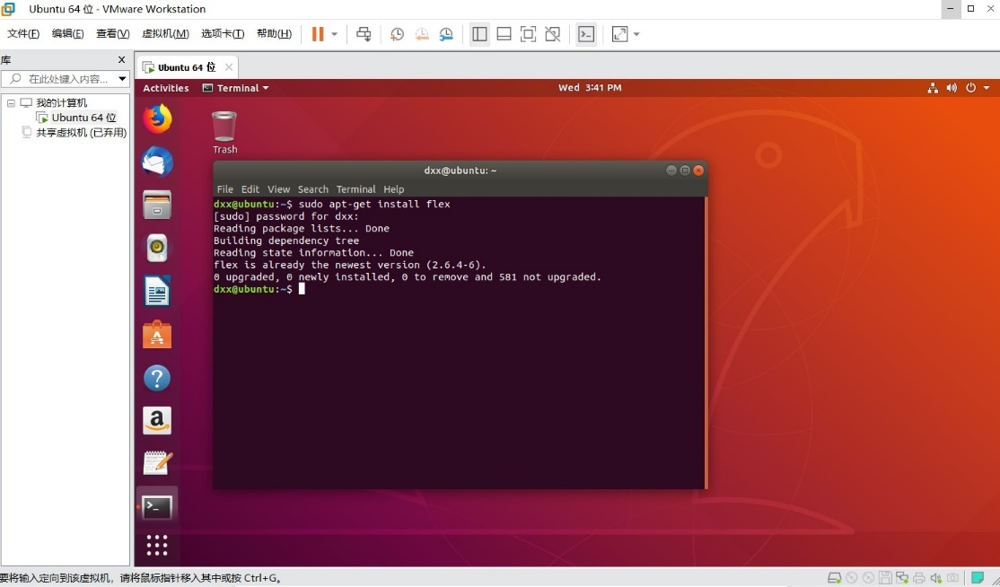 Ubuntu 64 位 - VMware Workstation
文件(F) 编辑(E) 查看(V) 虚拟机(M) 选项卡(T) 帮助(H)
库
在此处键入内容...
我的计算机
Ubuntu 64 位
共享虚拟机 (已弃用)
Ubuntu 64 位
Activities Terminal Wed 3:41 PM
Trash
dxx@ubuntu: ~
File Edit View Search Terminal Help
dxx@ubuntu:~$ sudo apt-get install flex
[sudo] password for dxx:
Reading package lists... Done
Building dependency tree
Reading state information... Done
flex is already the newest version (2.6.4-6).
0 upgraded, 0 newly installed, 0 to remove and 581 not upgraded.
dxx@ubuntu:~$
要将输入定向到该虚拟机，请将鼠标指针移入其中或按 Ctrl+G。